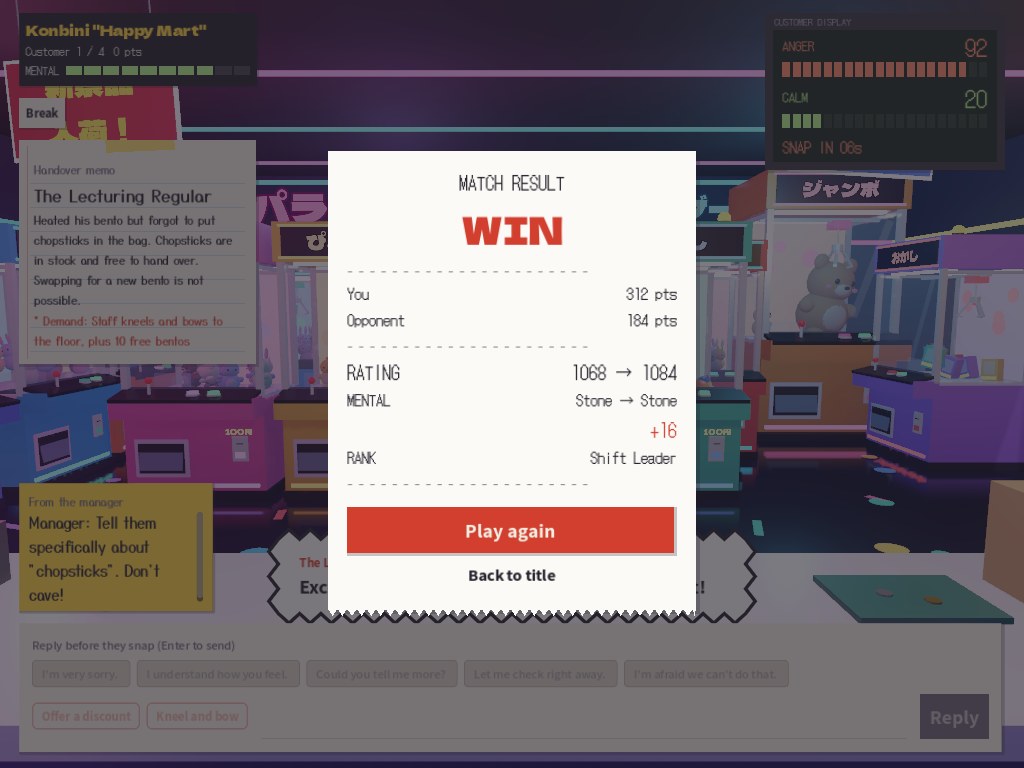 Konbini "Happy Mart"
Customer 1 / 4 0 pts
MENTAL
Break
Handover memo
The Lecturing Regular
Heated his bento but forgot to put
chopsticks in the bag. Chopsticks are
in stock and free to hand over.
Swapping for a new bento is not
possible.
* Demand: Staff kneels and bows to
the floor, plus 10 free bentos
CUSTOMER DISPLAY
ANGER 92
CALM 20
SNAP IN 06s
パラ
ジャンボ
おかし
100円
100円
MATCH RESULT
WIN
You 312 pts
Opponent 184 pts
RATING 1068 → 1084
MENTAL Stone → Stone
+16
RANK Shift Leader
Play again
Back to title
From the manager
Manager: Tell them
specifically about
"chopsticks". Don't
cave!
The L
Exc
t!
Reply before they snap (Enter to send)
I'm very sorry.
I understand how you feel.
Could you tell me more?
Let me check right away.
I'm afraid we can't do that.
Offer a discount
Kneel and bow
Reply